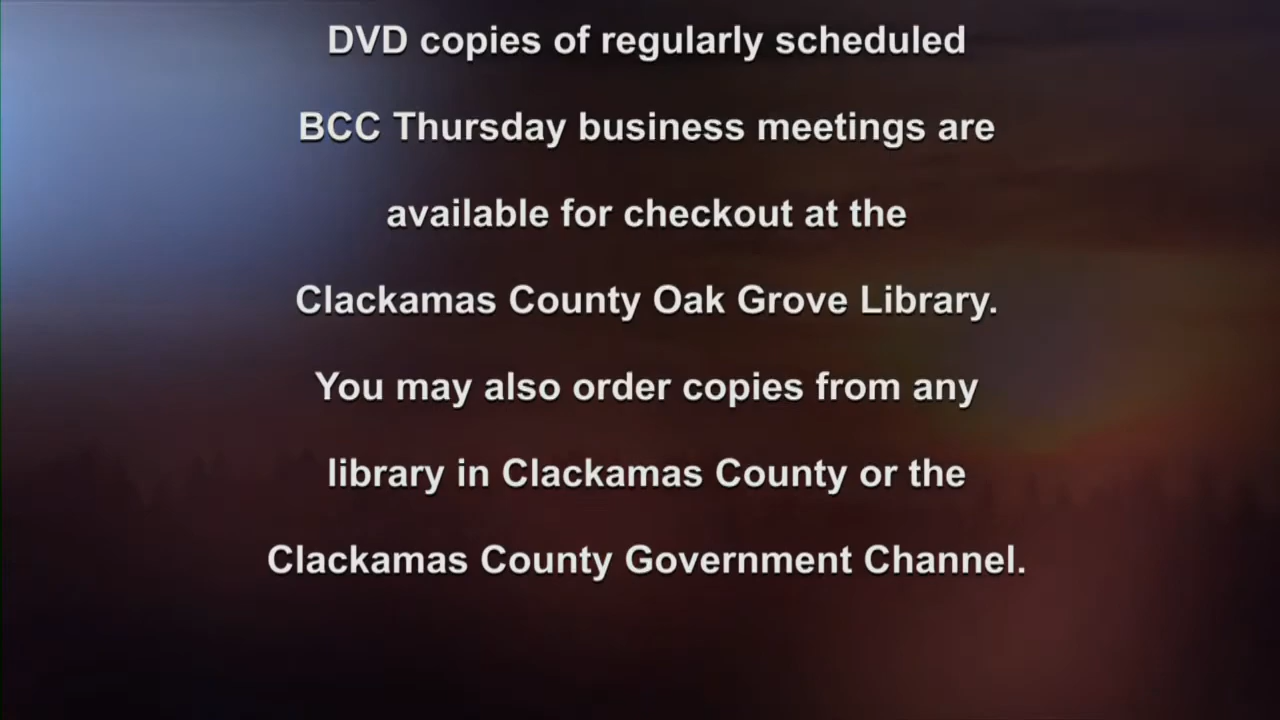 DVD copies of regularly scheduled
BCC Thursday business meetings are
available for checkout at the
Clackamas County Oak Grove Library.
You may also order copies from any
library in Clackamas County or the
Clackamas County Government Channel.